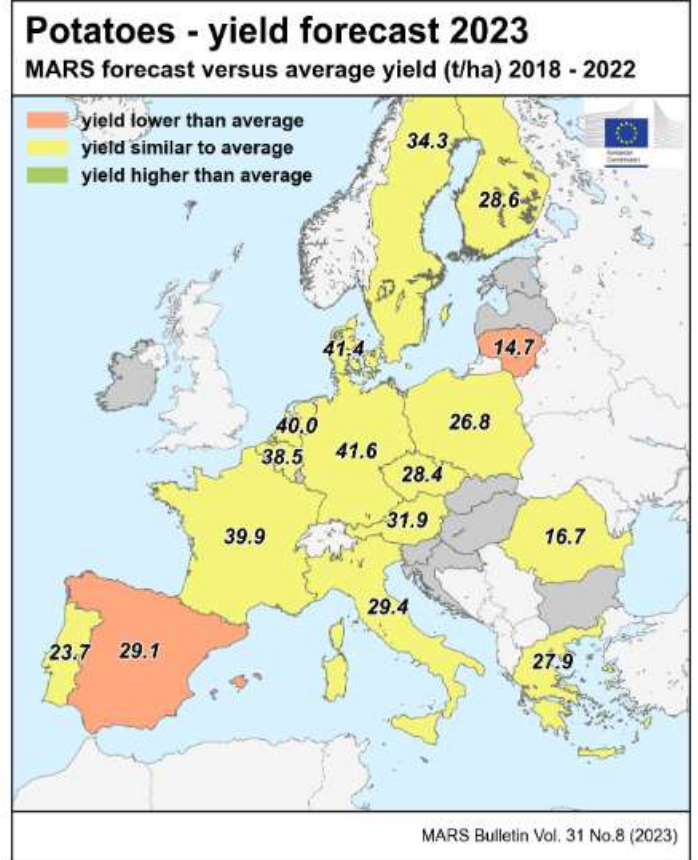 Potatoes - yield forecast 2023
MARS forecast versus average yield (t/ha) 2018 - 2022
yield lower than average
yield similar to average
yield higher than average
European
Commission
34.3
28.6
41.4
14.7
40.0
26.8
38.5
41.6
28.4
31.9
39.9
16.7
29.4
23.7
29.1
27.9
MARS Bulletin Vol. 31 No.8 (2023)